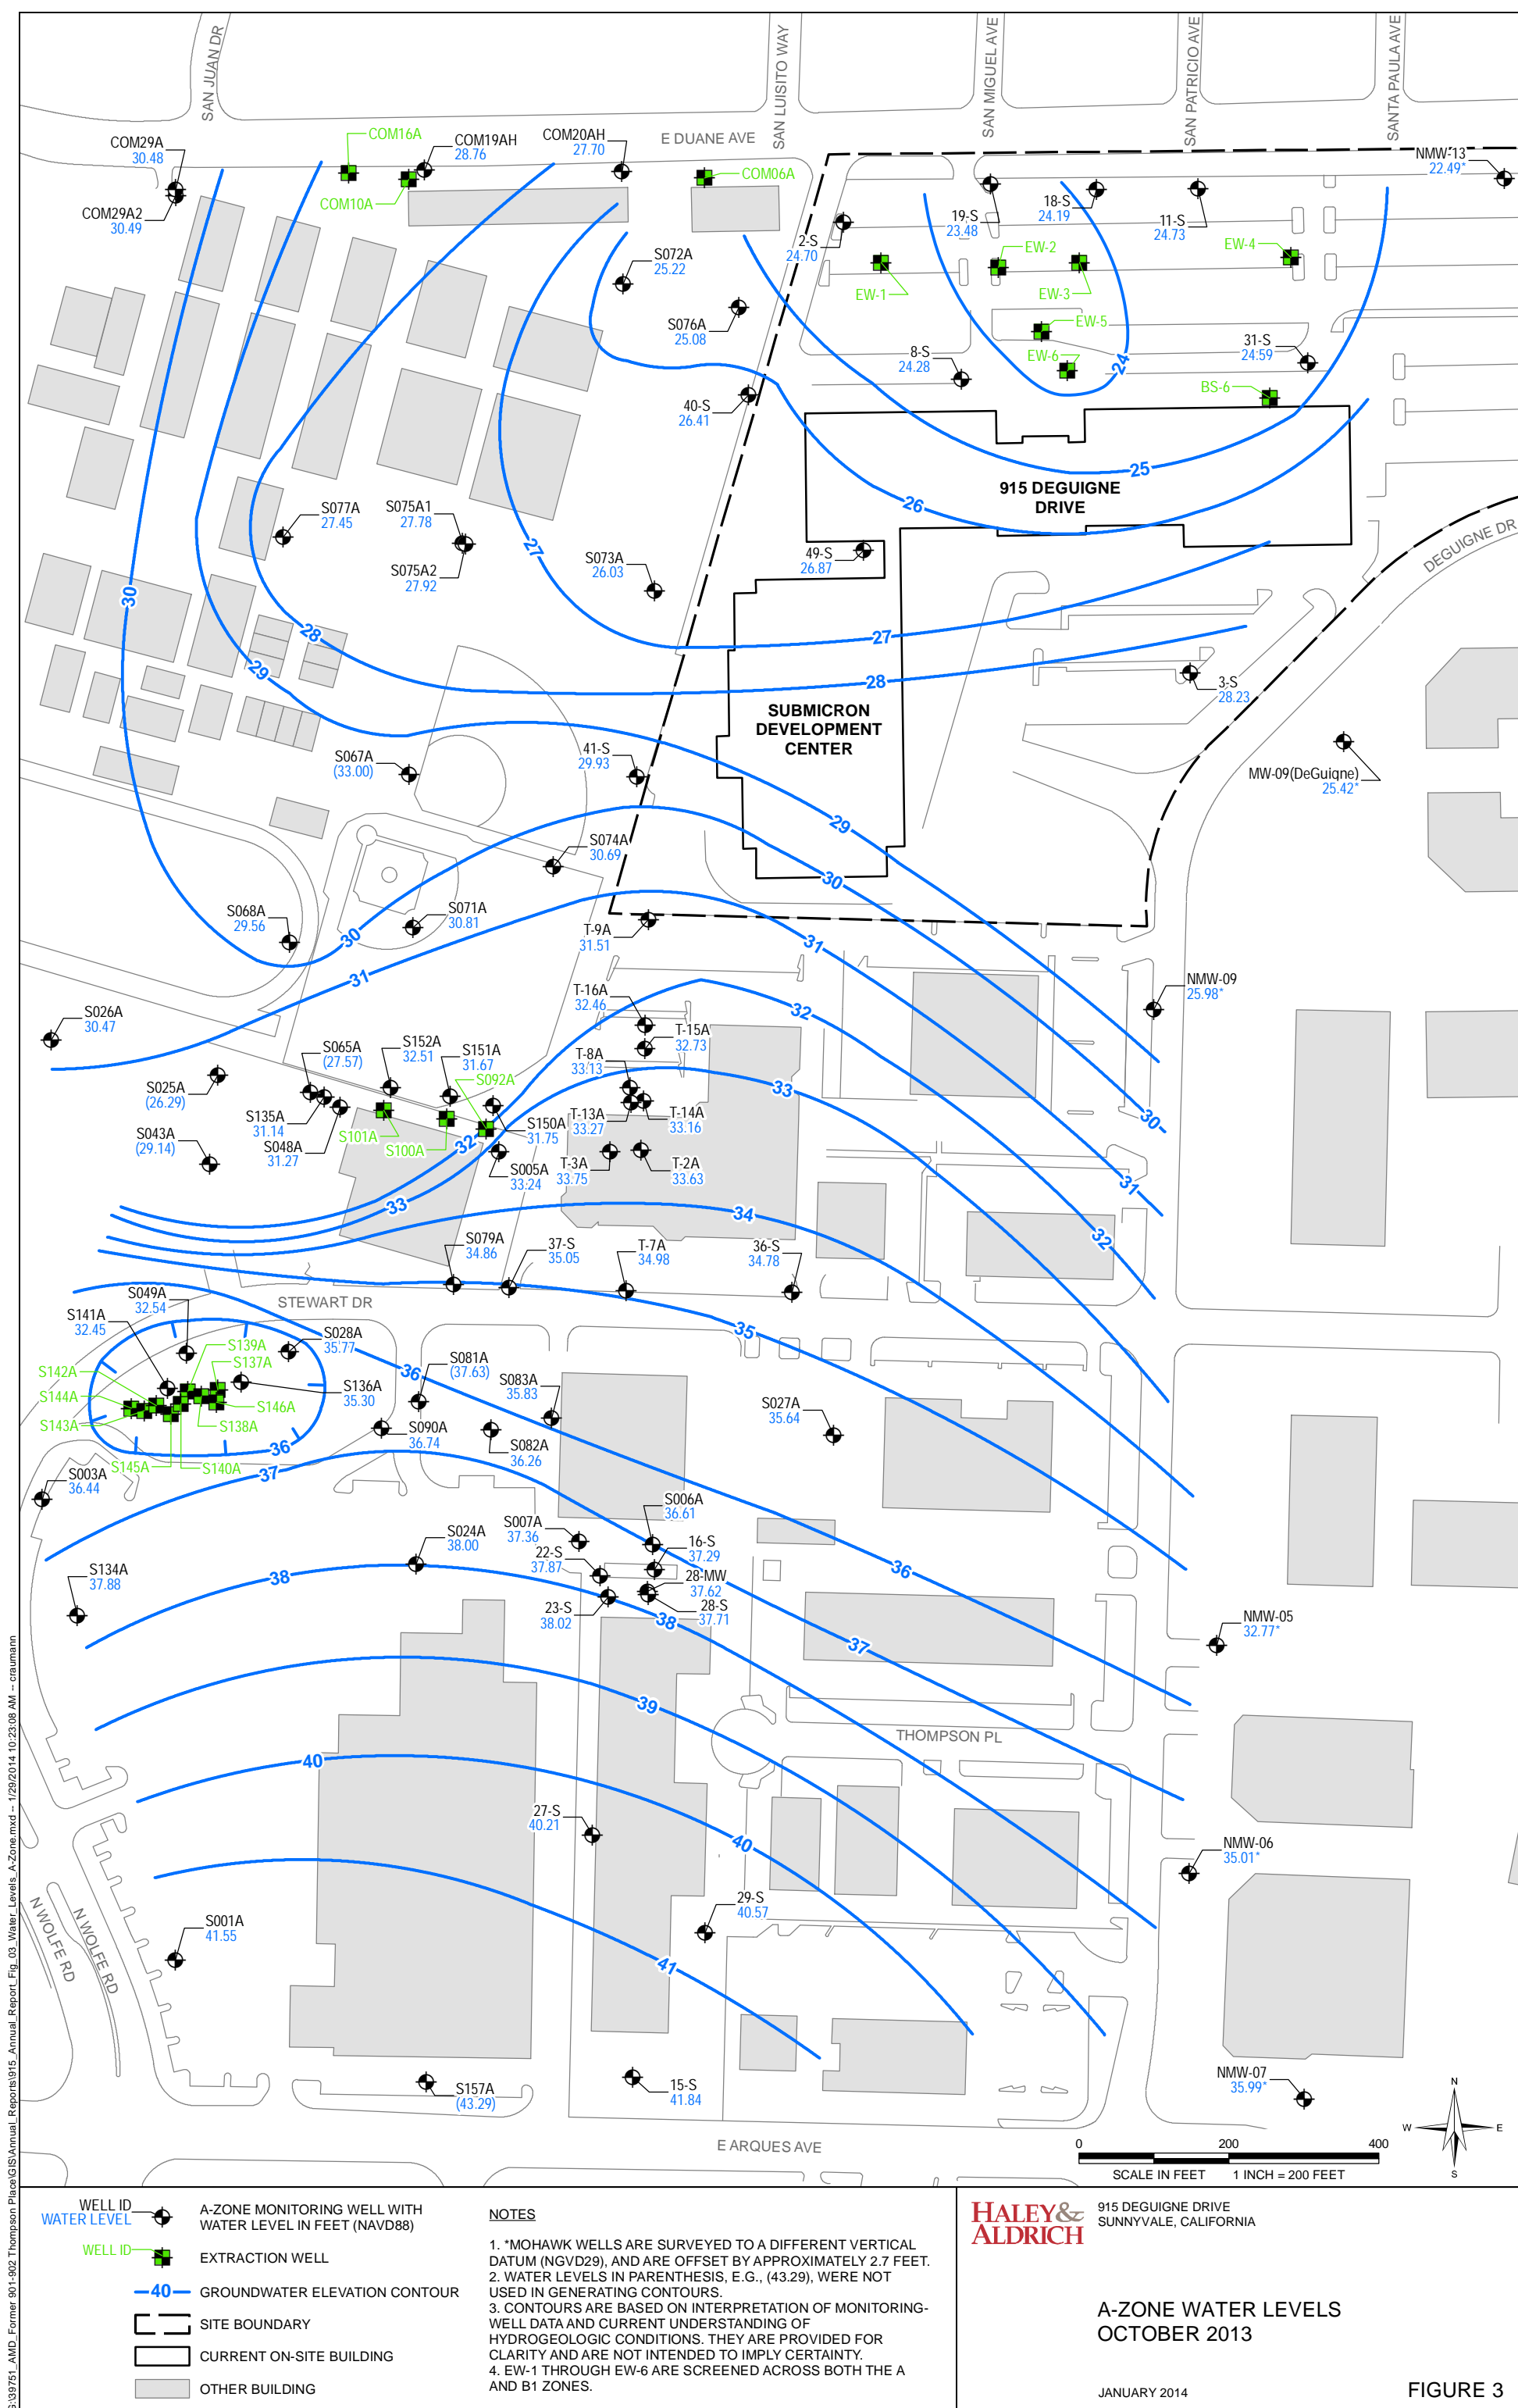 SAN JUAN DR
SAN LUISITO WAY
SAN MIGUEL AVE
SAN PATRICIO AVE
SANTA PAULA AVE
E DUANE AVE
COM29A
30.48
COM29A2
30.49
COM16A
COM10A
COM19AH
28.76
COM20AH
27.70
COM06A
NMW-13
22.49*
2-S
24.70
19-S
23.48
18-S
24.19
11-S
24.73
EW-1
EW-2
EW-3
EW-4
EW-5
EW-6
S072A
25.22
S076A
25.08
8-S
24.28
31-S
24.59
BS-6
24
40-S
26.41
25
26
915 DEGUIGNE
DRIVE
DEGUIGNE DR
S077A
27.45
S075A1
27.78
S075A2
27.92
27
S073A
26.03
49-S
26.87
30
28
29
27
28
3-S
28.23
SUBMICRON
DEVELOPMENT
CENTER
S067A
(33.00)
41-S
29.93
MW-09(DeGuigne)
25.42*
29
S074A
30.69
30
S068A
29.56
S071A
30.81
30
T-9A
31.51
31
31
S026A
30.47
T-16A
32.46
32
NMW-09
25.98*
T-15A
32.73
S065A
(27.57)
S152A
32.51
S151A
31.67
S092A
T-8A
33.13
S025A
(26.29)
33
S135A
31.14
S048A
31.27
S101A
S100A
32
S150A
31.75
T-13A
33.27
T-14A
33.16
30
S043A
(29.14)
S005A
33.24
T-3A
33.75
T-2A
33.63
31
33
34
32
S079A
34.86
37-S
35.05
T-7A
34.98
36-S
34.78
STEWART DR
S049A
32.54
S141A
32.45
S028A
35.77
35
S139A
S137A
S142A
S144A
S143A
S136A
35.30
S146A
S138A
S145A
S140A
36
36
S081A
(37.63)
S083A
35.83
S090A
36.74
S082A
36.26
S027A
35.64
37
S003A
36.44
S006A
36.61
S007A
37.36
S024A
38.00
16-S
37.29
22-S
37.87
28-MW
37.62
28-S
37.71
23-S
38.02
36
S134A
37.88
38
38
37
NMW-05
32.77*
39
THOMPSON PL
40
27-S
40.21
40
NMW-06
35.01*
29-S
40.57
S001A
41.55
N WOLFE RD
N WOLFE RD
41
S157A
(43.29)
15-S
41.84
NMW-07
35.99*
E ARQUES AVE
N
W E
S
0 200 400
SCALE IN FEET 1 INCH = 200 FEET
G:\39751_AMD_Former 901-902 Thompson Place\GIS\Annual_Reports\915_Annual_Report_Fig_03_Water_Levels_A-Zone.mxd -- 1/29/2014 10:23:08 AM -- craumann
WELL ID
WATER LEVEL
A-ZONE MONITORING WELL WITH
WATER LEVEL IN FEET (NAVD88)
WELL ID
EXTRACTION WELL
40
GROUNDWATER ELEVATION CONTOUR
SITE BOUNDARY
CURRENT ON-SITE BUILDING
OTHER BUILDING
NOTES
1. *MOHAWK WELLS ARE SURVEYED TO A DIFFERENT VERTICAL
DATUM (NGVD29), AND ARE OFFSET BY APPROXIMATELY 2.7 FEET.
2. WATER LEVELS IN PARENTHESIS, E.G., (43.29), WERE NOT
USED IN GENERATING CONTOURS.
3. CONTOURS ARE BASED ON INTERPRETATION OF MONITORING-
WELL DATA AND CURRENT UNDERSTANDING OF
HYDROGEOLOGIC CONDITIONS. THEY ARE PROVIDED FOR
CLARITY AND ARE NOT INTENDED TO IMPLY CERTAINTY.
4. EW-1 THROUGH EW-6 ARE SCREENED ACROSS BOTH THE A
AND B1 ZONES.
HALEY&
ALDRICH
915 DEGUIGNE DRIVE
SUNNYVALE, CALIFORNIA
A-ZONE WATER LEVELS
OCTOBER 2013
JANUARY 2014
FIGURE 3